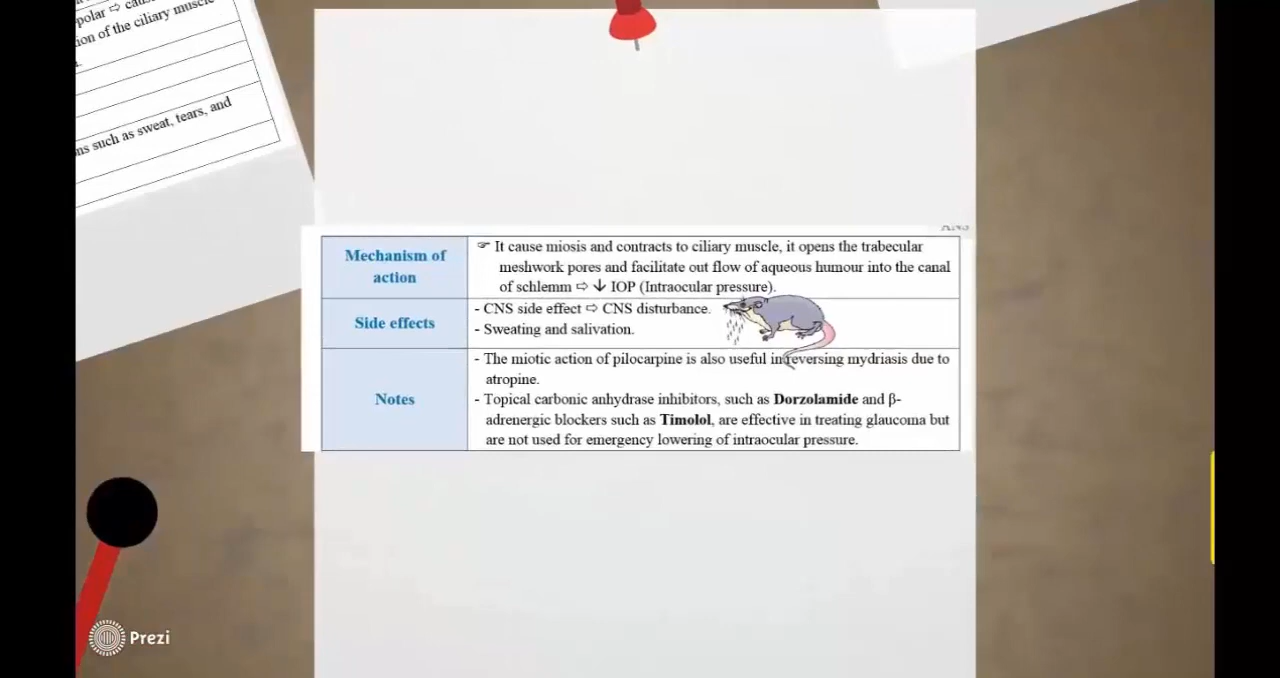 polar ⇨
ion of the ciliary muscle
ns such as sweat, tears, and
ANS
Mechanism of
action
☞ It cause miosis and contracts to ciliary muscle, it opens the trabecular
meshwork pores and facilitate out flow of aqueous humour into the canal
of schlemm ⇨ ↓ IOP (Intraocular pressure).
Side effects
- CNS side effect ⇨ CNS disturbance.
- Sweating and salivation.
Notes
- The miotic action of pilocarpine is also useful in reversing mydriasis due to
atropine.
- Topical carbonic anhydrase inhibitors, such as Dorzolamide and β-
adrenergic blockers such as Timolol, are effective in treating glaucoma but
are not used for emergency lowering of intraocular pressure.
Prezi